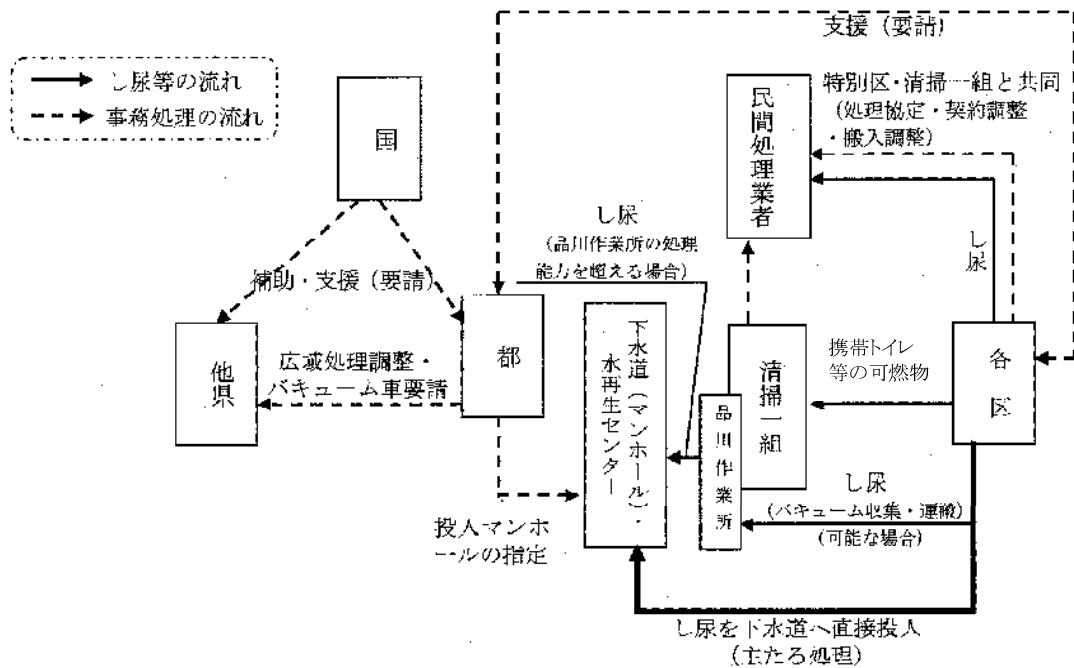 支援（要請）
し尿等の流れ
事務処理の流れ
国
民間処理業者
特別区・清掃一組と共同
（処理協定・契約調整
・搬入調整）
し尿
（品川作業所の処理
能力を超える場合）
し尿
補助・支援（要請）
他県
広域処理調整・
バキューム車要請
都
下水道（マンホール）・
水再生センター
清掃一組
品川作業所
携帯トイレ
等の可燃物
各区
し尿
（バキューム収集・運搬）
（可能な場合）
投入マンホ
ールの指定
し尿を下水道へ直接投入
（主たる処理）